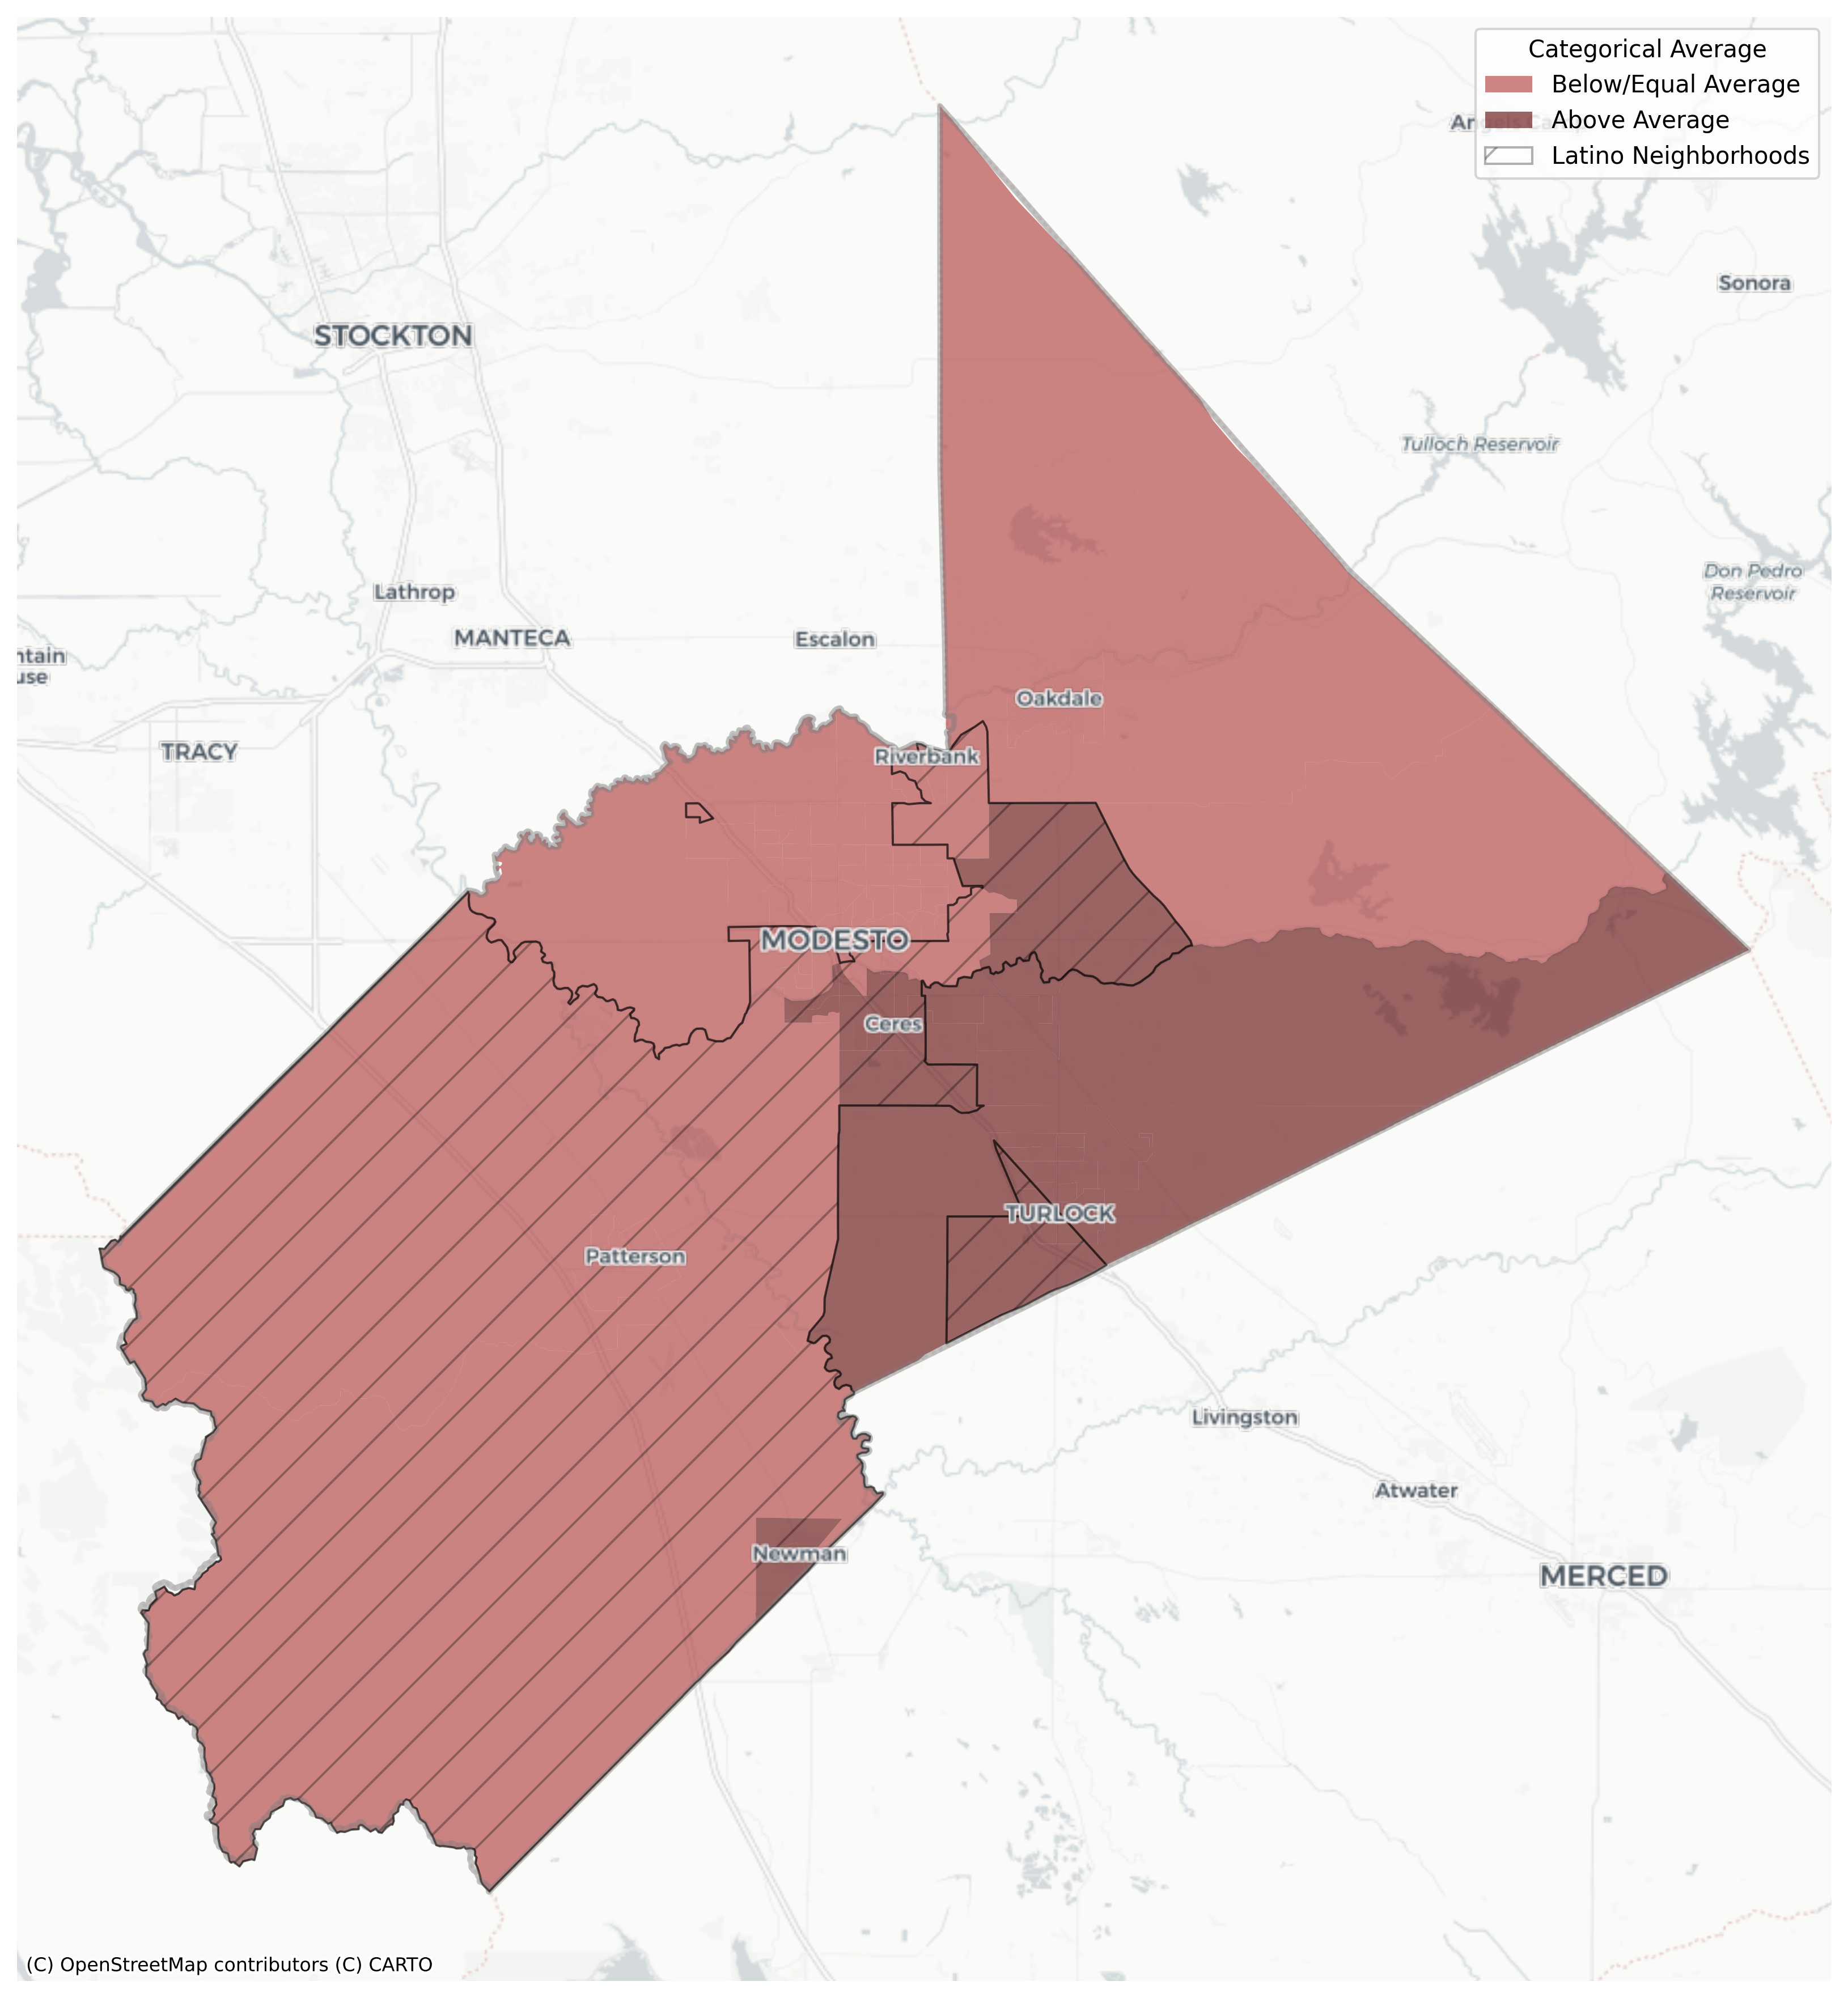 Categorical Average
Below/Equal Average
Above Average
Latino Neighborhoods
Sonora
STOCKTON
Tulloch Reservoir
Don Pedro
Reservoir
Lathrop
MANTECA
Escalon
ntain
use
Oakdale
TRACY
Riverbank
MODESTO
Ceres
TURLOCK
Patterson
Livingston
Atwater
Newman
MERCED
(C) OpenStreetMap contributors (C) CARTO